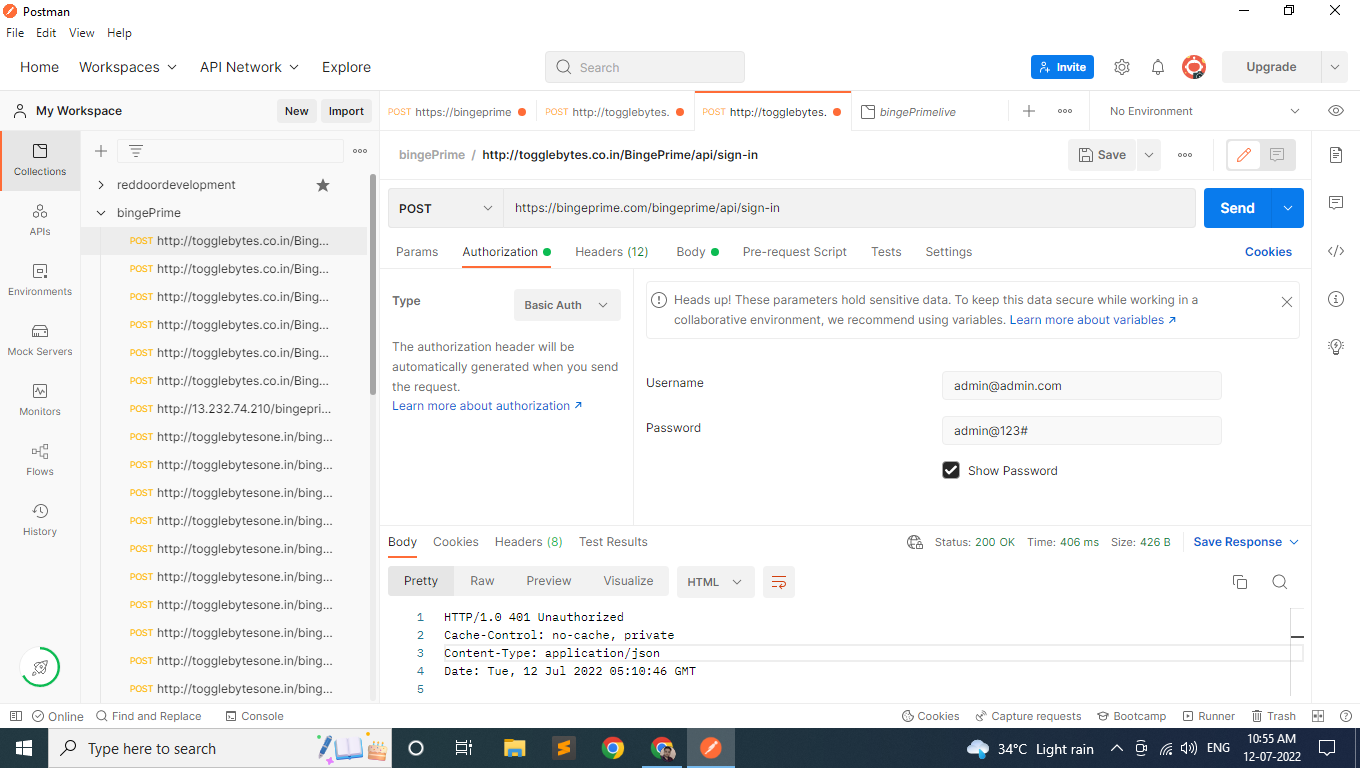 Postman
File Edit View Help
Home Workspaces API Network Explore
Search
Invite
Upgrade
My Workspace
New Import
POST https://bingeprime
POST http://togglebytes.
POST http://togglebytes.
bingePrimelive
No Environment
Collections
APIs
Environments
Mock Servers
Monitors
Flows
History
reddoordevelopment
bingePrime
POST http://togglebytes.co.in/Bing...
POST http://togglebytes.co.in/Bing...
POST http://togglebytes.co.in/Bing...
POST http://togglebytes.co.in/Bing...
POST http://togglebytes.co.in/Bing...
POST http://togglebytes.co.in/Bing...
POST http://13.232.74.210/bingepri...
POST http://togglebytesone.in/bing...
POST http://togglebytesone.in/bing...
POST http://togglebytesone.in/bing...
POST http://togglebytesone.in/bing...
POST http://togglebytesone.in/bing...
POST http://togglebytesone.in/bing...
POST http://togglebytesone.in/bing...
POST http://togglebytesone.in/bing...
POST http://togglebytesone.in/bing...
POST http://togglebytesone.in/bing...
bingePrime / http://togglebytes.co.in/BingePrime/api/sign-in
Save
POST https://bingeprime.com/bingeprime/api/sign-in
Send
Params Authorization Headers (12) Body Pre-request Script Tests Settings
Cookies
Type
Basic Auth
The authorization header will be
automatically generated when you send
the request.
Learn more about authorization ↗
Heads up! These parameters hold sensitive data. To keep this data secure while working in a
collaborative environment, we recommend using variables. Learn more about variables ↗
Username admin@admin.com
Password admin@123#
Show Password
Body Cookies Headers (8) Test Results
Status: 200 OK Time: 406 ms Size: 426 B Save Response
Pretty Raw Preview Visualize HTML
1 HTTP/1.0 401 Unauthorized
2 Cache-Control: no-cache, private
3 Content-Type: application/json
4 Date: Tue, 12 Jul 2022 05:10:46 GMT
5
Online Find and Replace Console
Cookies Capture requests Bootcamp Runner Trash
Type here to search
34°C Light rain
ENG
10:55 AM
12-07-2022